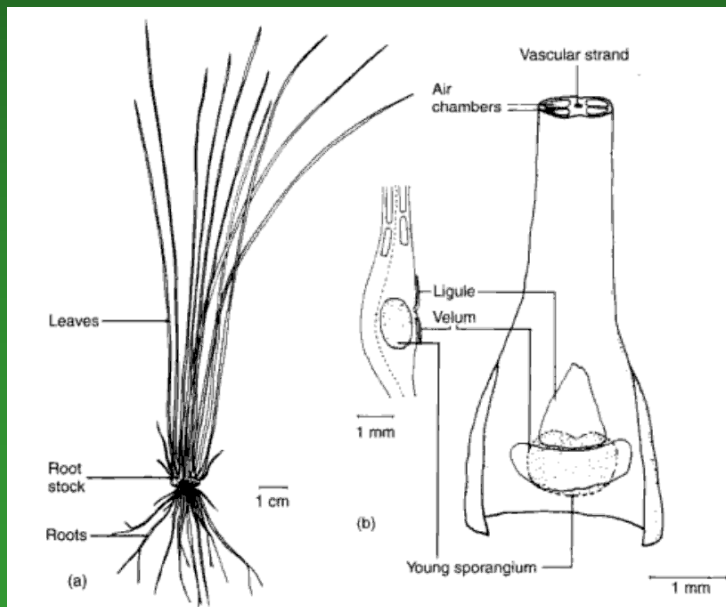 Vascular strand
Air
chambers
Ligule
Velum
Leaves
1 mm
Root
stock
1 cm
(b)
Roots
(a)
Young sporangium
1 mm